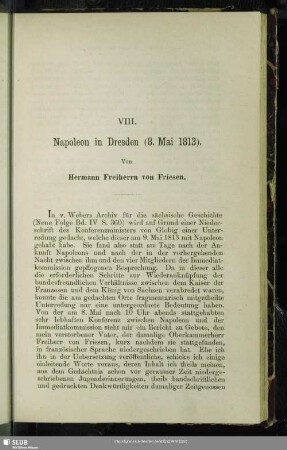 VIII.
Napoleon in Dresden (8. Mai 1813).
Von
Hermann Freiherrn von Friesen.
In v. Webers Archiv für die sächsische Geschichte
(Neue Folge Bd. IV S. 360) wird auf Grund einer Nieder-
schrift des Konferenzministers von Globig einer Unter-
redung gedacht, welche dieser am 9. Mai 1813 mit Napoleon
gehabt habe. Sie fand also statt am Tage nach der An-
kunft Napoleons und nach der in der vorhergehenden
Nacht zwischen ihm und den vier Mitgliedern der Immediat-
kommission gepflogenen Besprechung. Da in dieser alle
die erforderlichen Schritte zur Wiederanknüpfung der
bundesfreundlichen Verhältnisse zwischen dem Kaiser der
Franzosen und dem König von Sachsen verabredet waren,
konnte die am gedachten Orte fragmentarisch mitgetheilte
Unterredung nur eine untergeordnete Bedeutung haben.
Von der am 8. Mai nach 10 Uhr abends stattgehabten
sehr lebhaften Konferenz zwischen Napoleon und der
Immediatkommission steht mir ein Bericht zu Gebote, den
mein verstorbener Vater, der damalige Oberkammerherr
Freiherr von Friesen, kurz nachdem sie stattgefunden,
in französischer Sprache niedergeschrieben hat. Ehe ich
ihn in der Uebersetzung veröffentliche, schicke ich einige
einleitende Worte voraus, deren Inhalt ich theils meinen,
aus dem Gedächtnis schon vor geraumer Zeit niederge-
schriebenen Jugenderinnerungen, theils handschriftlichen
und gedruckten Denkwürdigkeiten damaliger Zeitgenossen
SLUB
Wir führen Wissen.